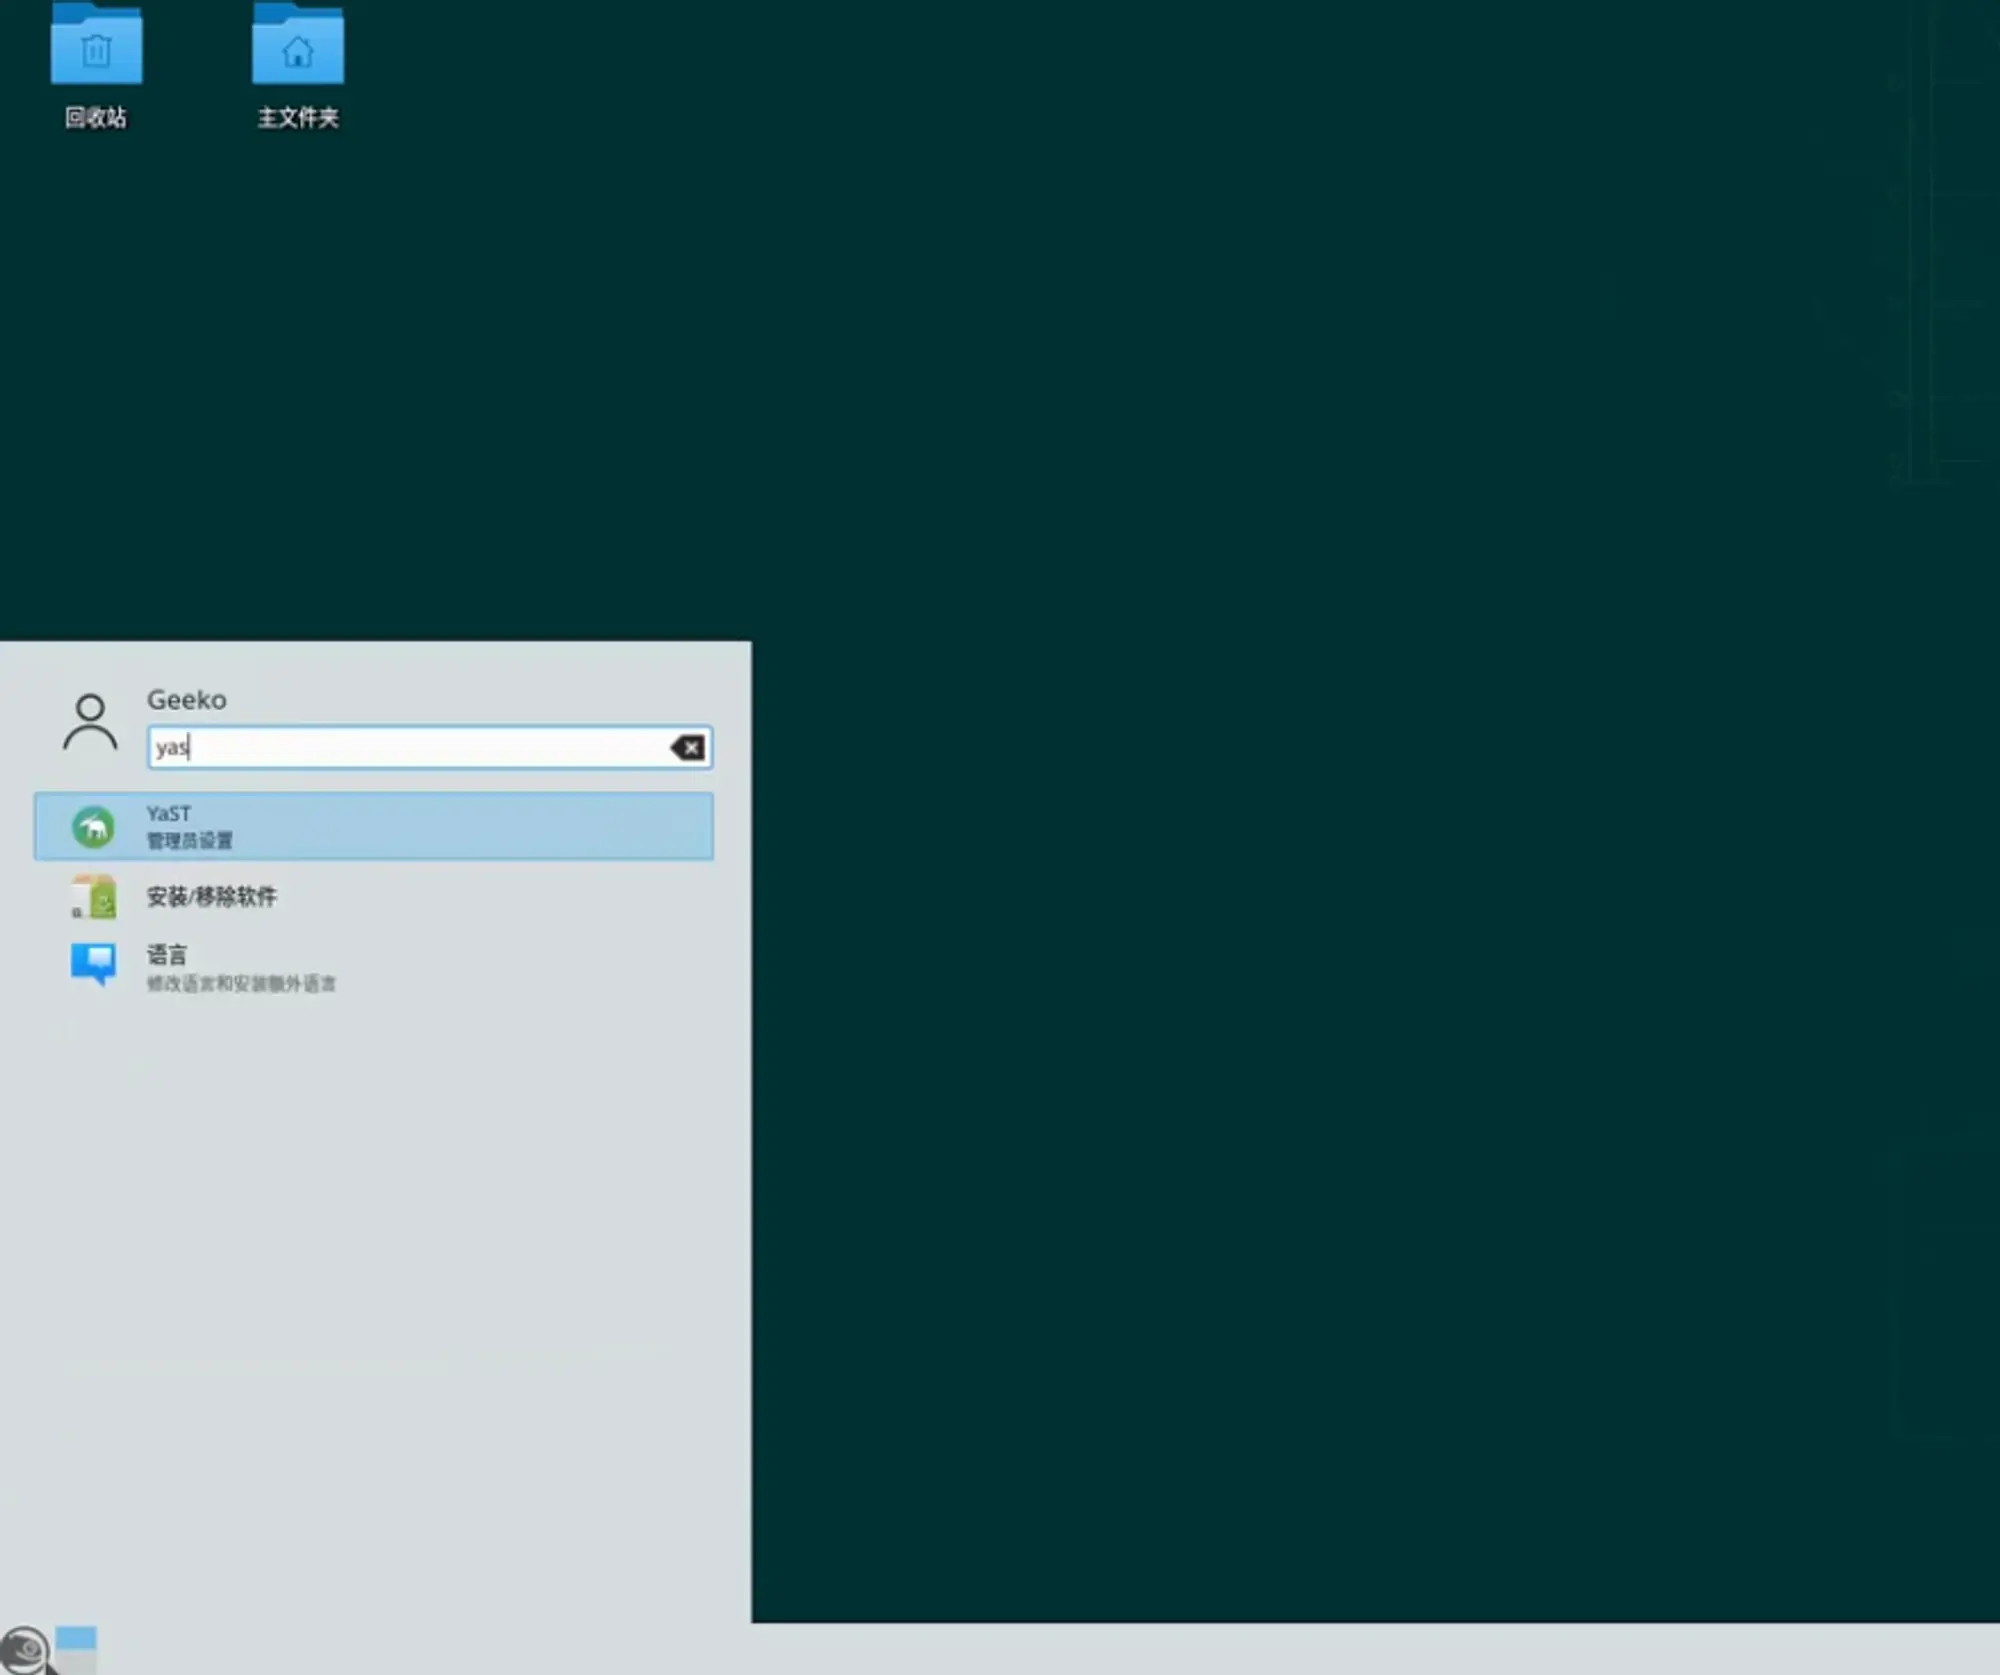 回收站
主文件夹
Geeko
yas
YaST
管理员设置
安装/移除软件
语言
修改语言和安装额外语言